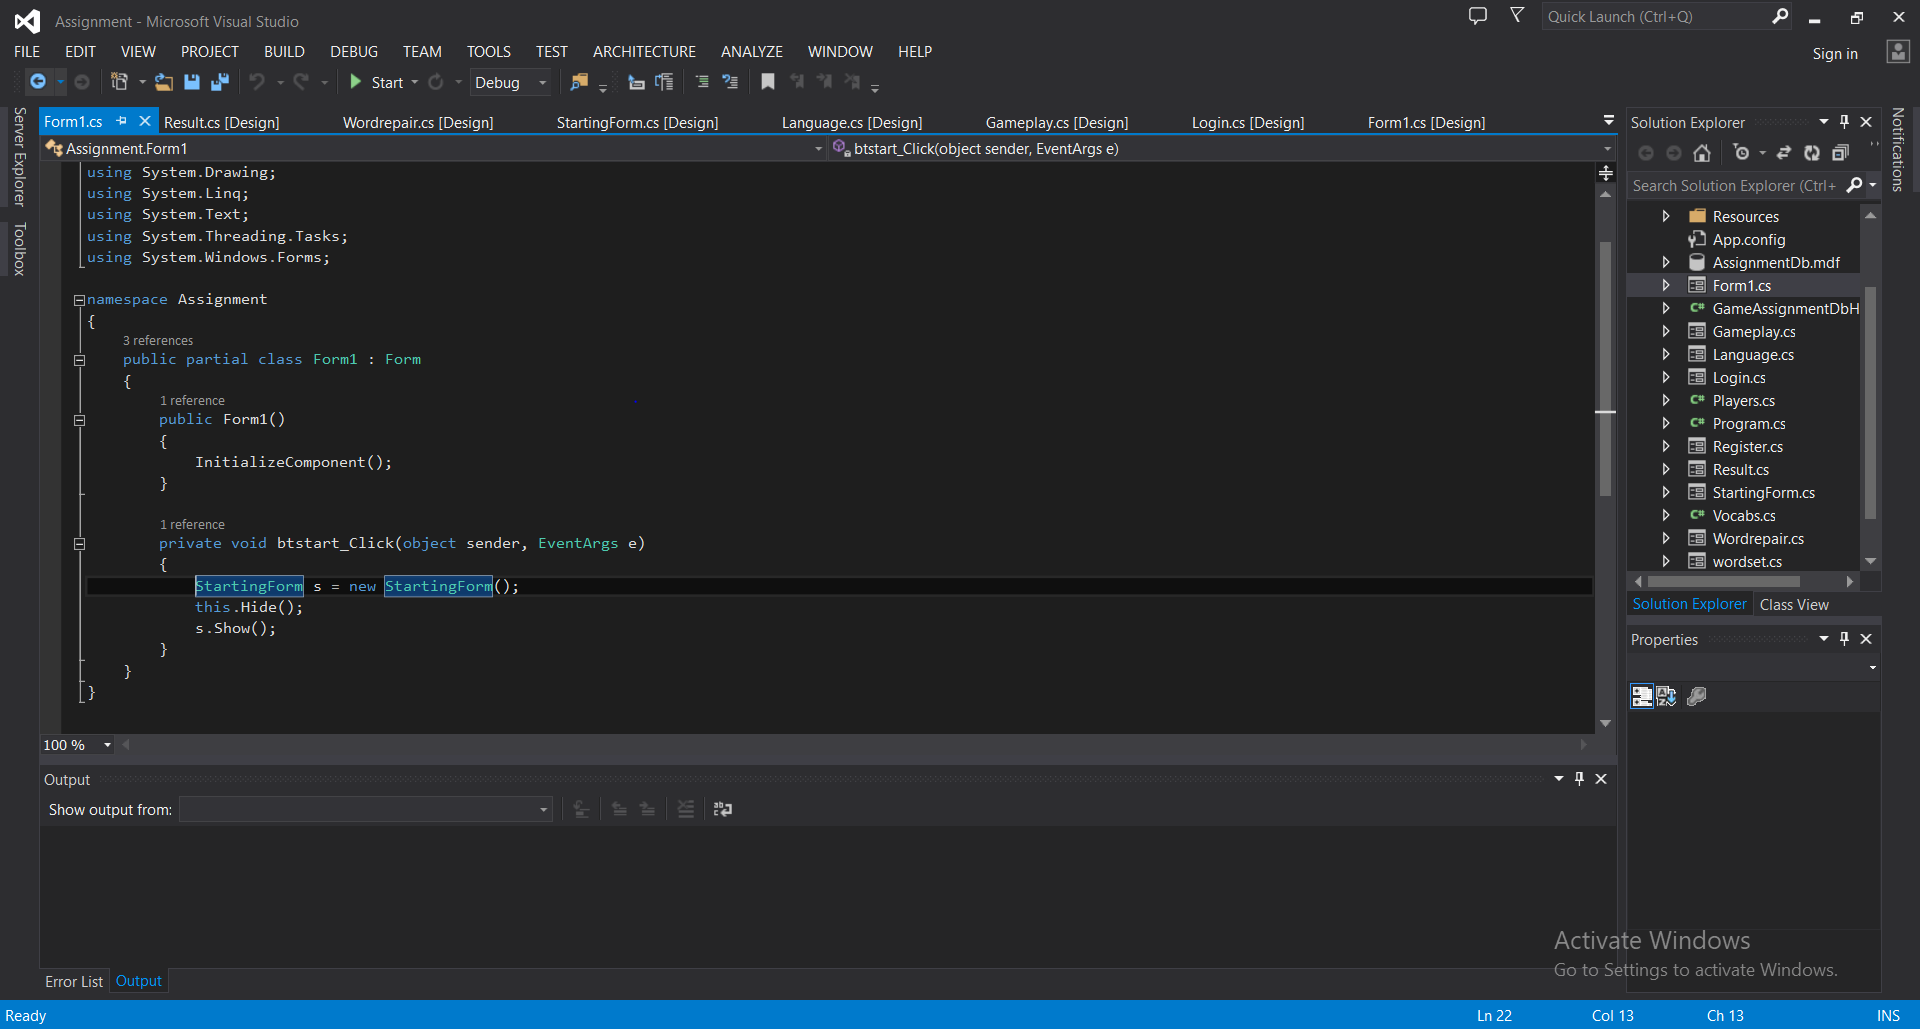 Assignment - Microsoft Visual Studio
Quick Launch (Ctrl+Q)
FILE EDIT VIEW PROJECT BUILD DEBUG TEAM TOOLS TEST ARCHITECTURE ANALYZE WINDOW HELP
Sign in
Start Debug
Server Explorer
Toolbox
Form1.cs Result.cs [Design] Wordrepair.cs [Design] StartingForm.cs [Design] Language.cs [Design] Gameplay.cs [Design] Login.cs [Design] Form1.cs [Design]
Assignment.Form1 btstart_Click(object sender, EventArgs e)
using System.Drawing;
using System.Linq;
using System.Text;
using System.Threading.Tasks;
using System.Windows.Forms;
namespace Assignment
{
3 references
public partial class Form1 : Form
{
1 reference
public Form1()
{
InitializeComponent();
}
1 reference
private void btstart_Click(object sender, EventArgs e)
{
StartingForm s = new StartingForm();
this.Hide();
s.Show();
}
}
}
100 %
Output
Show output from:
Error List Output
Solution Explorer
Search Solution Explorer (Ctrl+
Resources
App.config
AssignmentDb.mdf
Form1.cs
GameAssignmentDbH
Gameplay.cs
Language.cs
Login.cs
Players.cs
Program.cs
Register.cs
Result.cs
StartingForm.cs
Vocabs.cs
Wordrepair.cs
wordset.cs
Solution Explorer Class View
Properties
Notifications
Activate Windows
Go to Settings to activate Windows.
Ready Ln 22 Col 13 Ch 13 INS